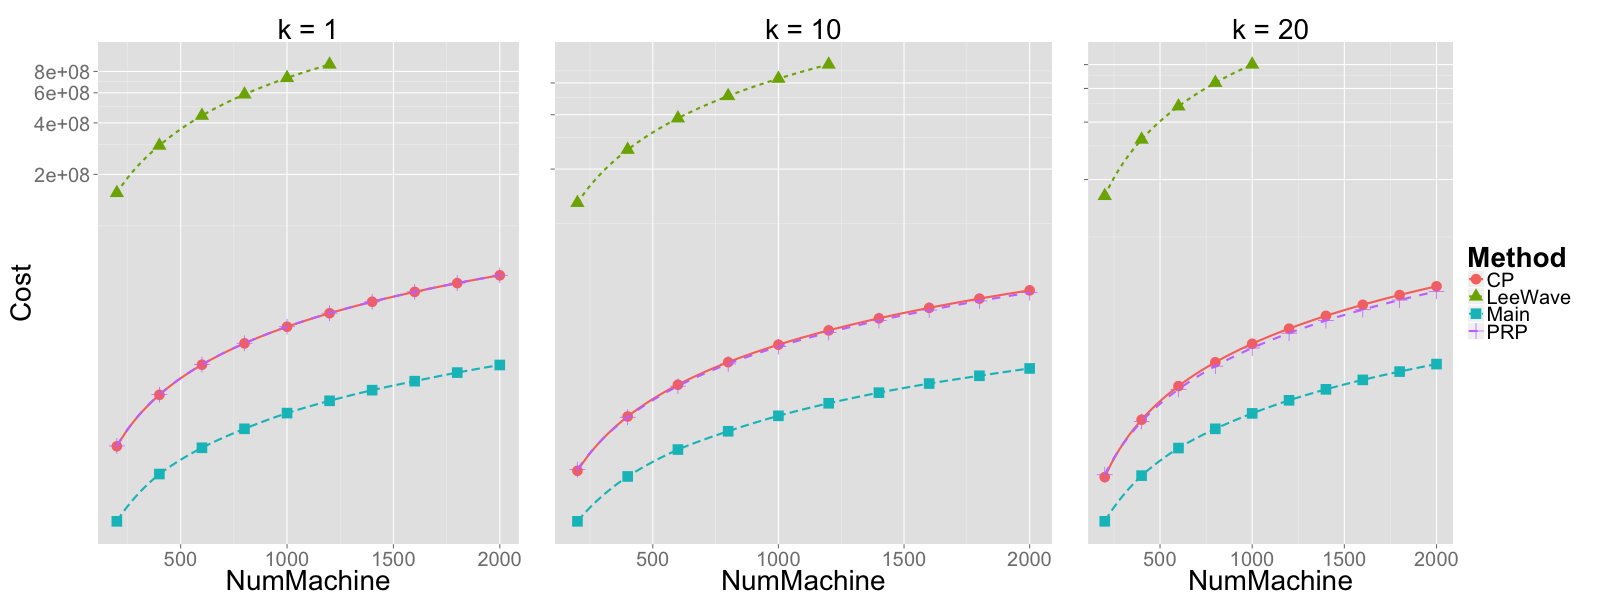 k = 1
k = 10
k = 20
8e+08
6e+08
4e+08
2e+08
Cost
500 1000 1500 2000
500 1000 1500 2000
500 1000 1500 2000
NumMachine
NumMachine
NumMachine
Method
CP
LeeWave
Main
PRP